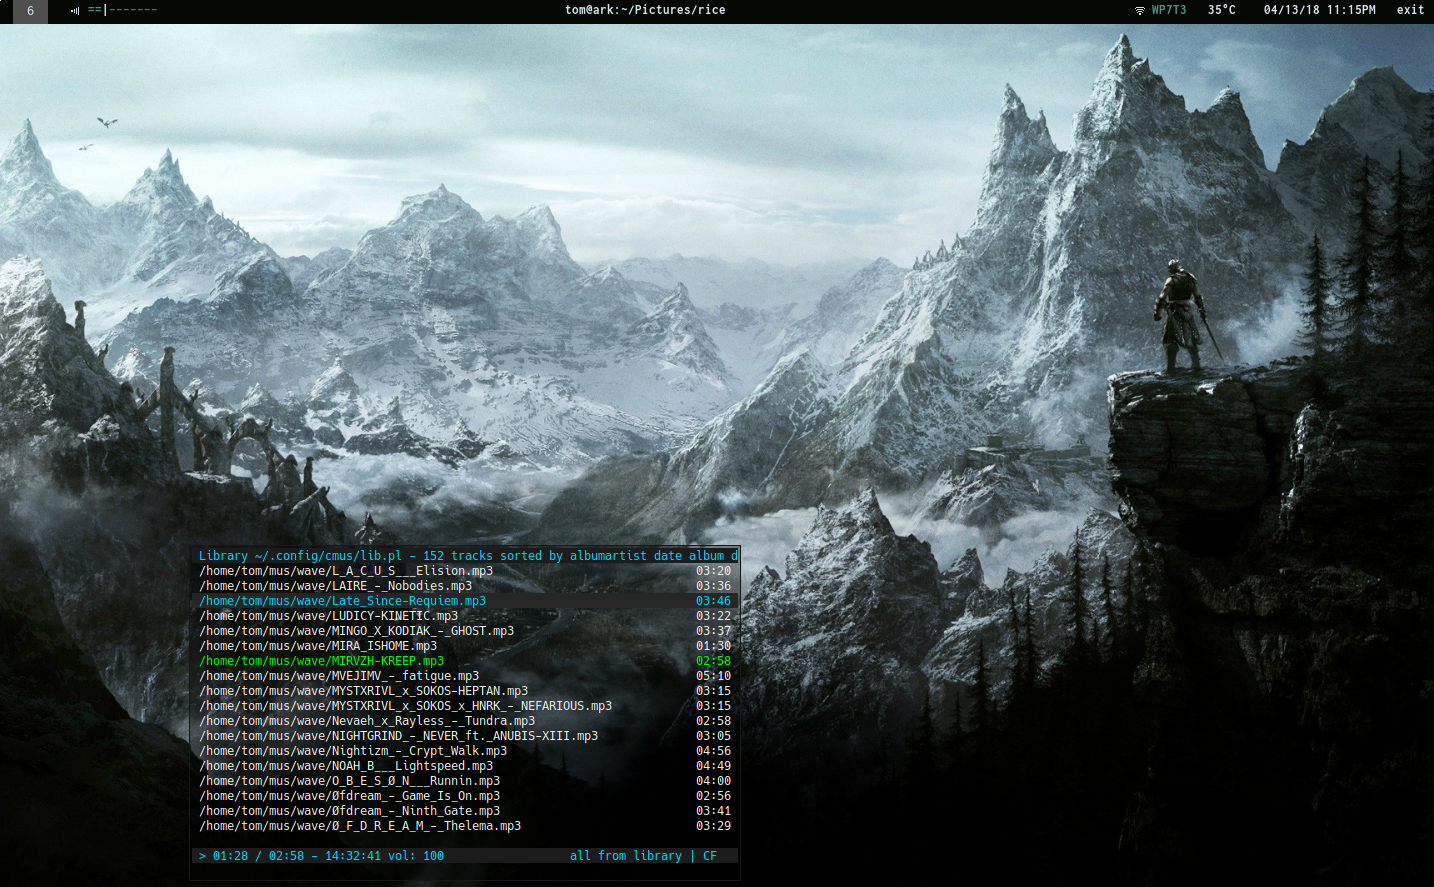 6 ==|------- tom@ark:~/Pictures/rice WP7T3 35°C 04/13/18 11:15PM exit
Library ~/.config/cmus/lib.pl - 152 tracks sorted by albumartist date album d
/home/tom/mus/wave/L_A_C_U_S___Elision.mp3 03:20
/home/tom/mus/wave/LAIRE_-_Nobodies.mp3 03:36
/home/tom/mus/wave/Late_Since-Requiem.mp3 03:46
/home/tom/mus/wave/LUDICY-KINETIC.mp3 03:22
/home/tom/mus/wave/MINGO_X_KODIAK_-_GHOST.mp3 03:37
/home/tom/mus/wave/MIRA_ISHOME.mp3 01:30
/home/tom/mus/wave/MIRVZH-KREEP.mp3 02:58
/home/tom/mus/wave/MVEJIMV_-_fatigue.mp3 05:10
/home/tom/mus/wave/MYSTXRIVL_x_SOKOS-HEPTAN.mp3 03:15
/home/tom/mus/wave/MYSTXRIVL_x_SOKOS_x_HNRK_-_NEFARIOUS.mp3 03:15
/home/tom/mus/wave/Nevaeh_x_Rayless_-_Tundra.mp3 02:58
/home/tom/mus/wave/NIGHTGRIND_-_NEVER_ft._ANUBIS-XIII.mp3 03:05
/home/tom/mus/wave/Nightizm_-_Crypt_Walk.mp3 04:56
/home/tom/mus/wave/NOAH_B___Lightspeed.mp3 04:49
/home/tom/mus/wave/O_B_E_S_Ø_N___Runnin.mp3 04:00
/home/tom/mus/wave/Øfdream_-_Game_Is_On.mp3 02:56
/home/tom/mus/wave/Øfdream_-_Ninth_Gate.mp3 03:41
/home/tom/mus/wave/Ø_F_D_R_E_A_M_-_Thelema.mp3 03:29
> 01:28 / 02:58 - 14:32:41 vol: 100 all from library | CF